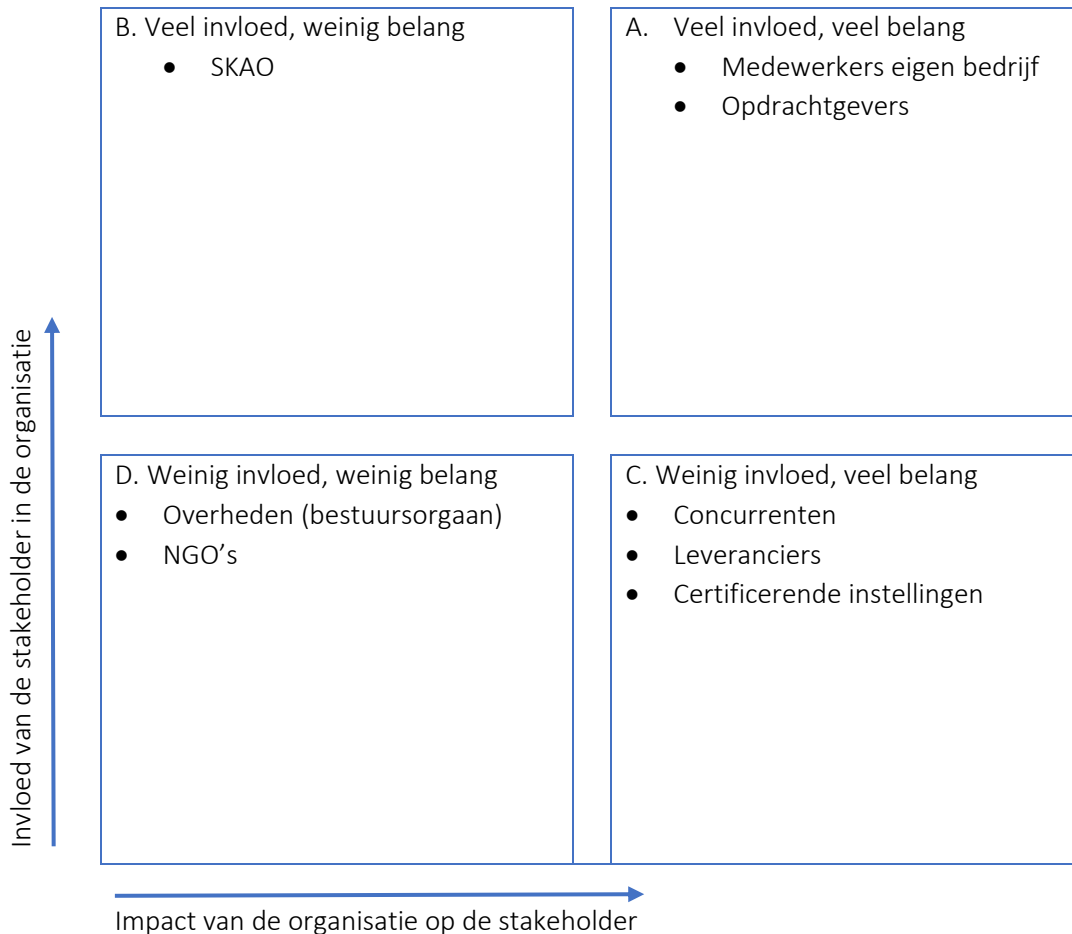 B. Veel invloed, weinig belang
• SKAO
A. Veel invloed, veel belang
• Medewerkers eigen bedrijf
• Opdrachtgevers
D. Weinig invloed, weinig belang
• Overheden (bestuursorgaan)
• NGO’s
C. Weinig invloed, veel belang
• Concurrenten
• Leveranciers
• Certificerende instellingen
Invloed van de stakeholder in de organisatie
Impact van de organisatie op de stakeholder